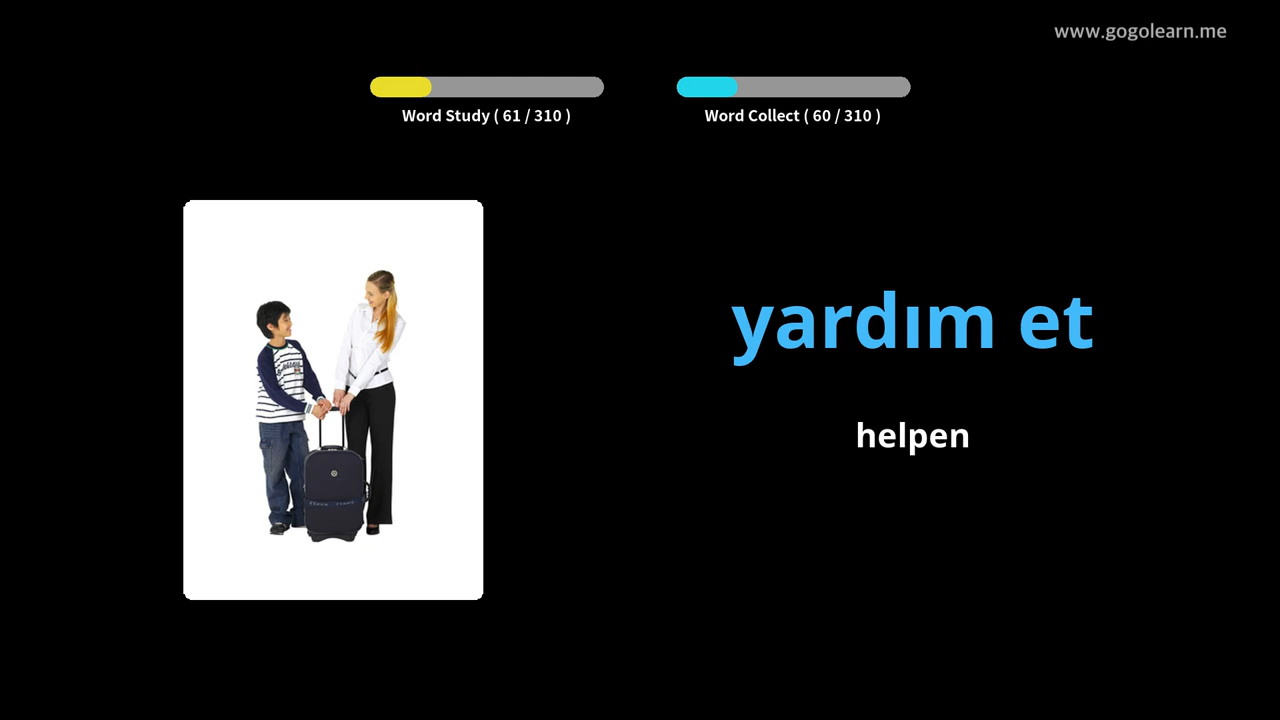 www.gogolearn.me
Word Study ( 61 / 310 )
Word Collect ( 60 / 310 )
yardım et
helpen